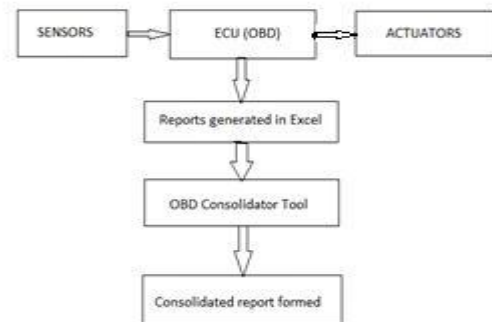 SENSORS
ECU (OBD)
ACTUATORS
Reports generated in Excel
OBD Consolidator Tool
Consolidated report formed